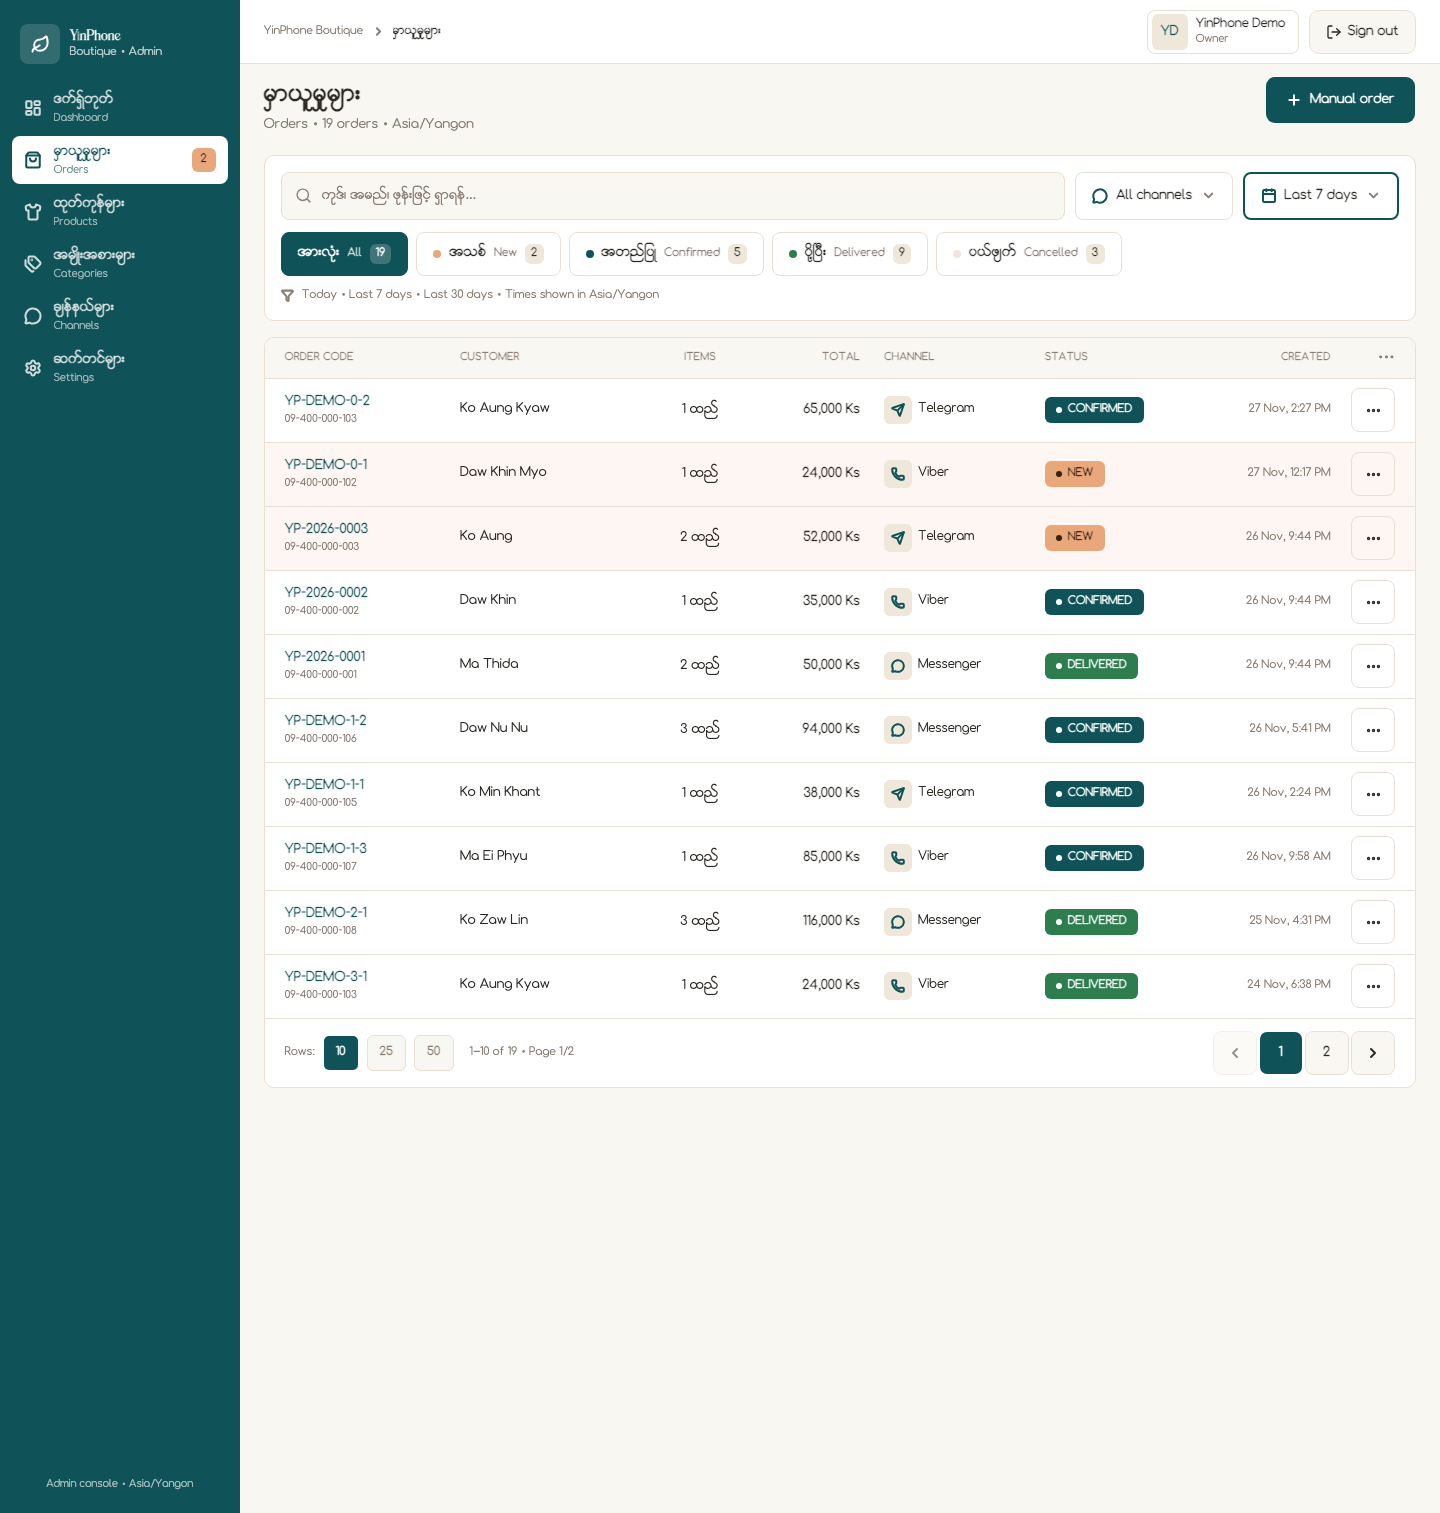 YinPhone
Boutique • Admin
ဒက်ရှ်ဘုတ်
Dashboard
မှာယူမှုများ
Orders
2
ထုတ်ကုန်များ
Products
အမျိုးအစားများ
Categories
ချန်နယ်များ
Channels
ဆက်တင်များ
Settings
Admin console • Asia/Yangon
YinPhone Boutique
မှာယူမှုများ
YD
YinPhone Demo
Owner
Sign out
မှာယူမှုများ
Orders • 19 orders • Asia/Yangon
Manual order
ကုဒ်၊ အမည်၊ ဖုန်းဖြင့် ရှာရန်...
All channels
Last 7 days
အားလုံး All 19
အသစ် New 2
အတည်ပြု Confirmed 5
ပို့ပြီး Delivered 9
ပယ်ဖျက် Cancelled 3
Today • Last 7 days • Last 30 days • Times shown in Asia/Yangon
ORDER CODE CUSTOMER ITEMS TOTAL CHANNEL STATUS CREATED
YP-DEMO-0-2 Ko Aung Kyaw 1 ထည် 65,000 Ks Telegram CONFIRMED 27 Nov, 2:27 PM
09-400-000-103
YP-DEMO-0-1 Daw Khin Myo 1 ထည် 24,000 Ks Viber NEW 27 Nov, 12:17 PM
09-400-000-102
YP-2026-0003 Ko Aung 2 ထည် 52,000 Ks Telegram NEW 26 Nov, 9:44 PM
09-400-000-003
YP-2026-0002 Daw Khin 1 ထည် 35,000 Ks Viber CONFIRMED 26 Nov, 9:44 PM
09-400-000-002
YP-2026-0001 Ma Thida 2 ထည် 50,000 Ks Messenger DELIVERED 26 Nov, 9:44 PM
09-400-000-001
YP-DEMO-1-2 Daw Nu Nu 3 ထည် 94,000 Ks Messenger CONFIRMED 26 Nov, 5:41 PM
09-400-000-106
YP-DEMO-1-1 Ko Min Khant 1 ထည် 38,000 Ks Telegram CONFIRMED 26 Nov, 2:24 PM
09-400-000-105
YP-DEMO-1-3 Ma Ei Phyu 1 ထည် 85,000 Ks Viber CONFIRMED 26 Nov, 9:58 AM
09-400-000-107
YP-DEMO-2-1 Ko Zaw Lin 3 ထည် 116,000 Ks Messenger DELIVERED 25 Nov, 4:31 PM
09-400-000-108
YP-DEMO-3-1 Ko Aung Kyaw 1 ထည် 24,000 Ks Viber DELIVERED 24 Nov, 6:38 PM
09-400-000-103
Rows: 10 25 50 1–10 of 19 • Page 1/2
1 2